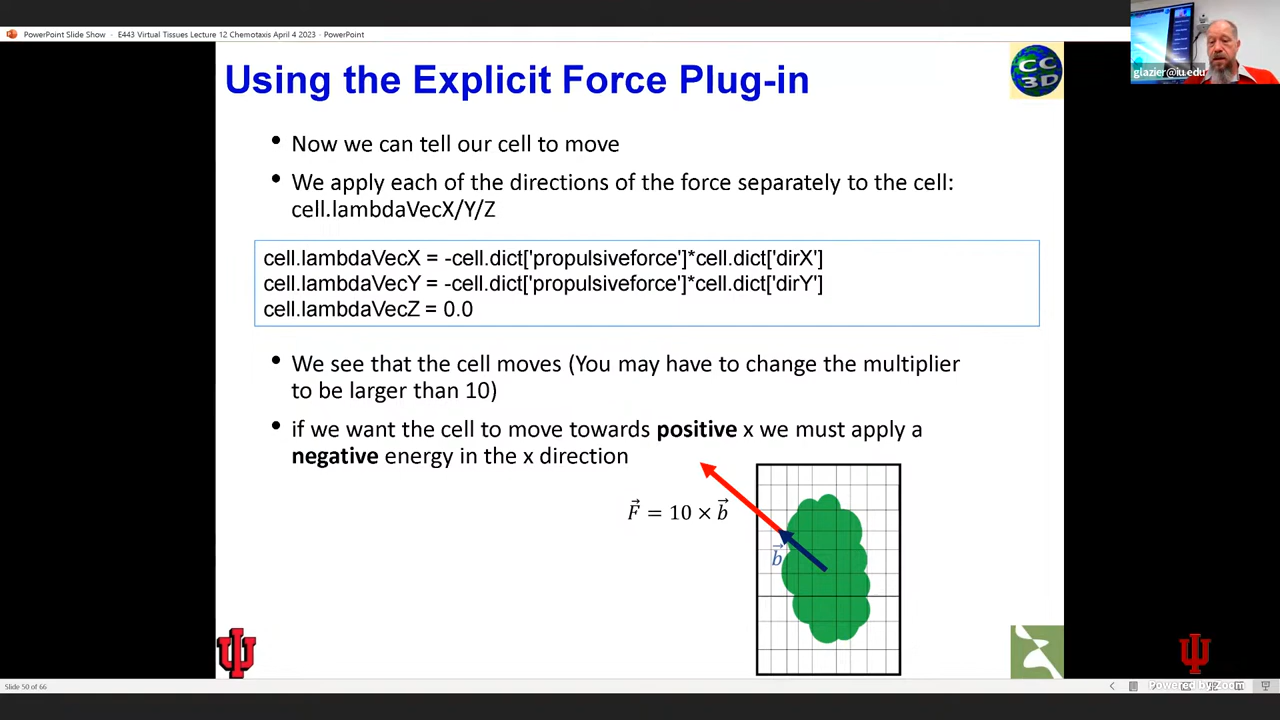 PowerPoint Slide Show - E443 Virtual Tissues Lecture 12 Chemotaxis April 4 2023 - PowerPoint
glazier@iu.edu
Using the Explicit Force Plug-in
CC
3D
• Now we can tell our cell to move
• We apply each of the directions of the force separately to the cell:
cell.lambdaVecX/Y/Z
cell.lambdaVecX = -cell.dict['propulsiveforce']*cell.dict['dirX']
cell.lambdaVecY = -cell.dict['propulsiveforce']*cell.dict['dirY']
cell.lambdaVecZ = 0.0
• We see that the cell moves (You may have to change the multiplier
to be larger than 10)
• if we want the cell to move towards positive x we must apply a
negative energy in the x direction
F⃗ = 10 × b⃗
b⃗
Slide 50 of 66
Powered by Zoom